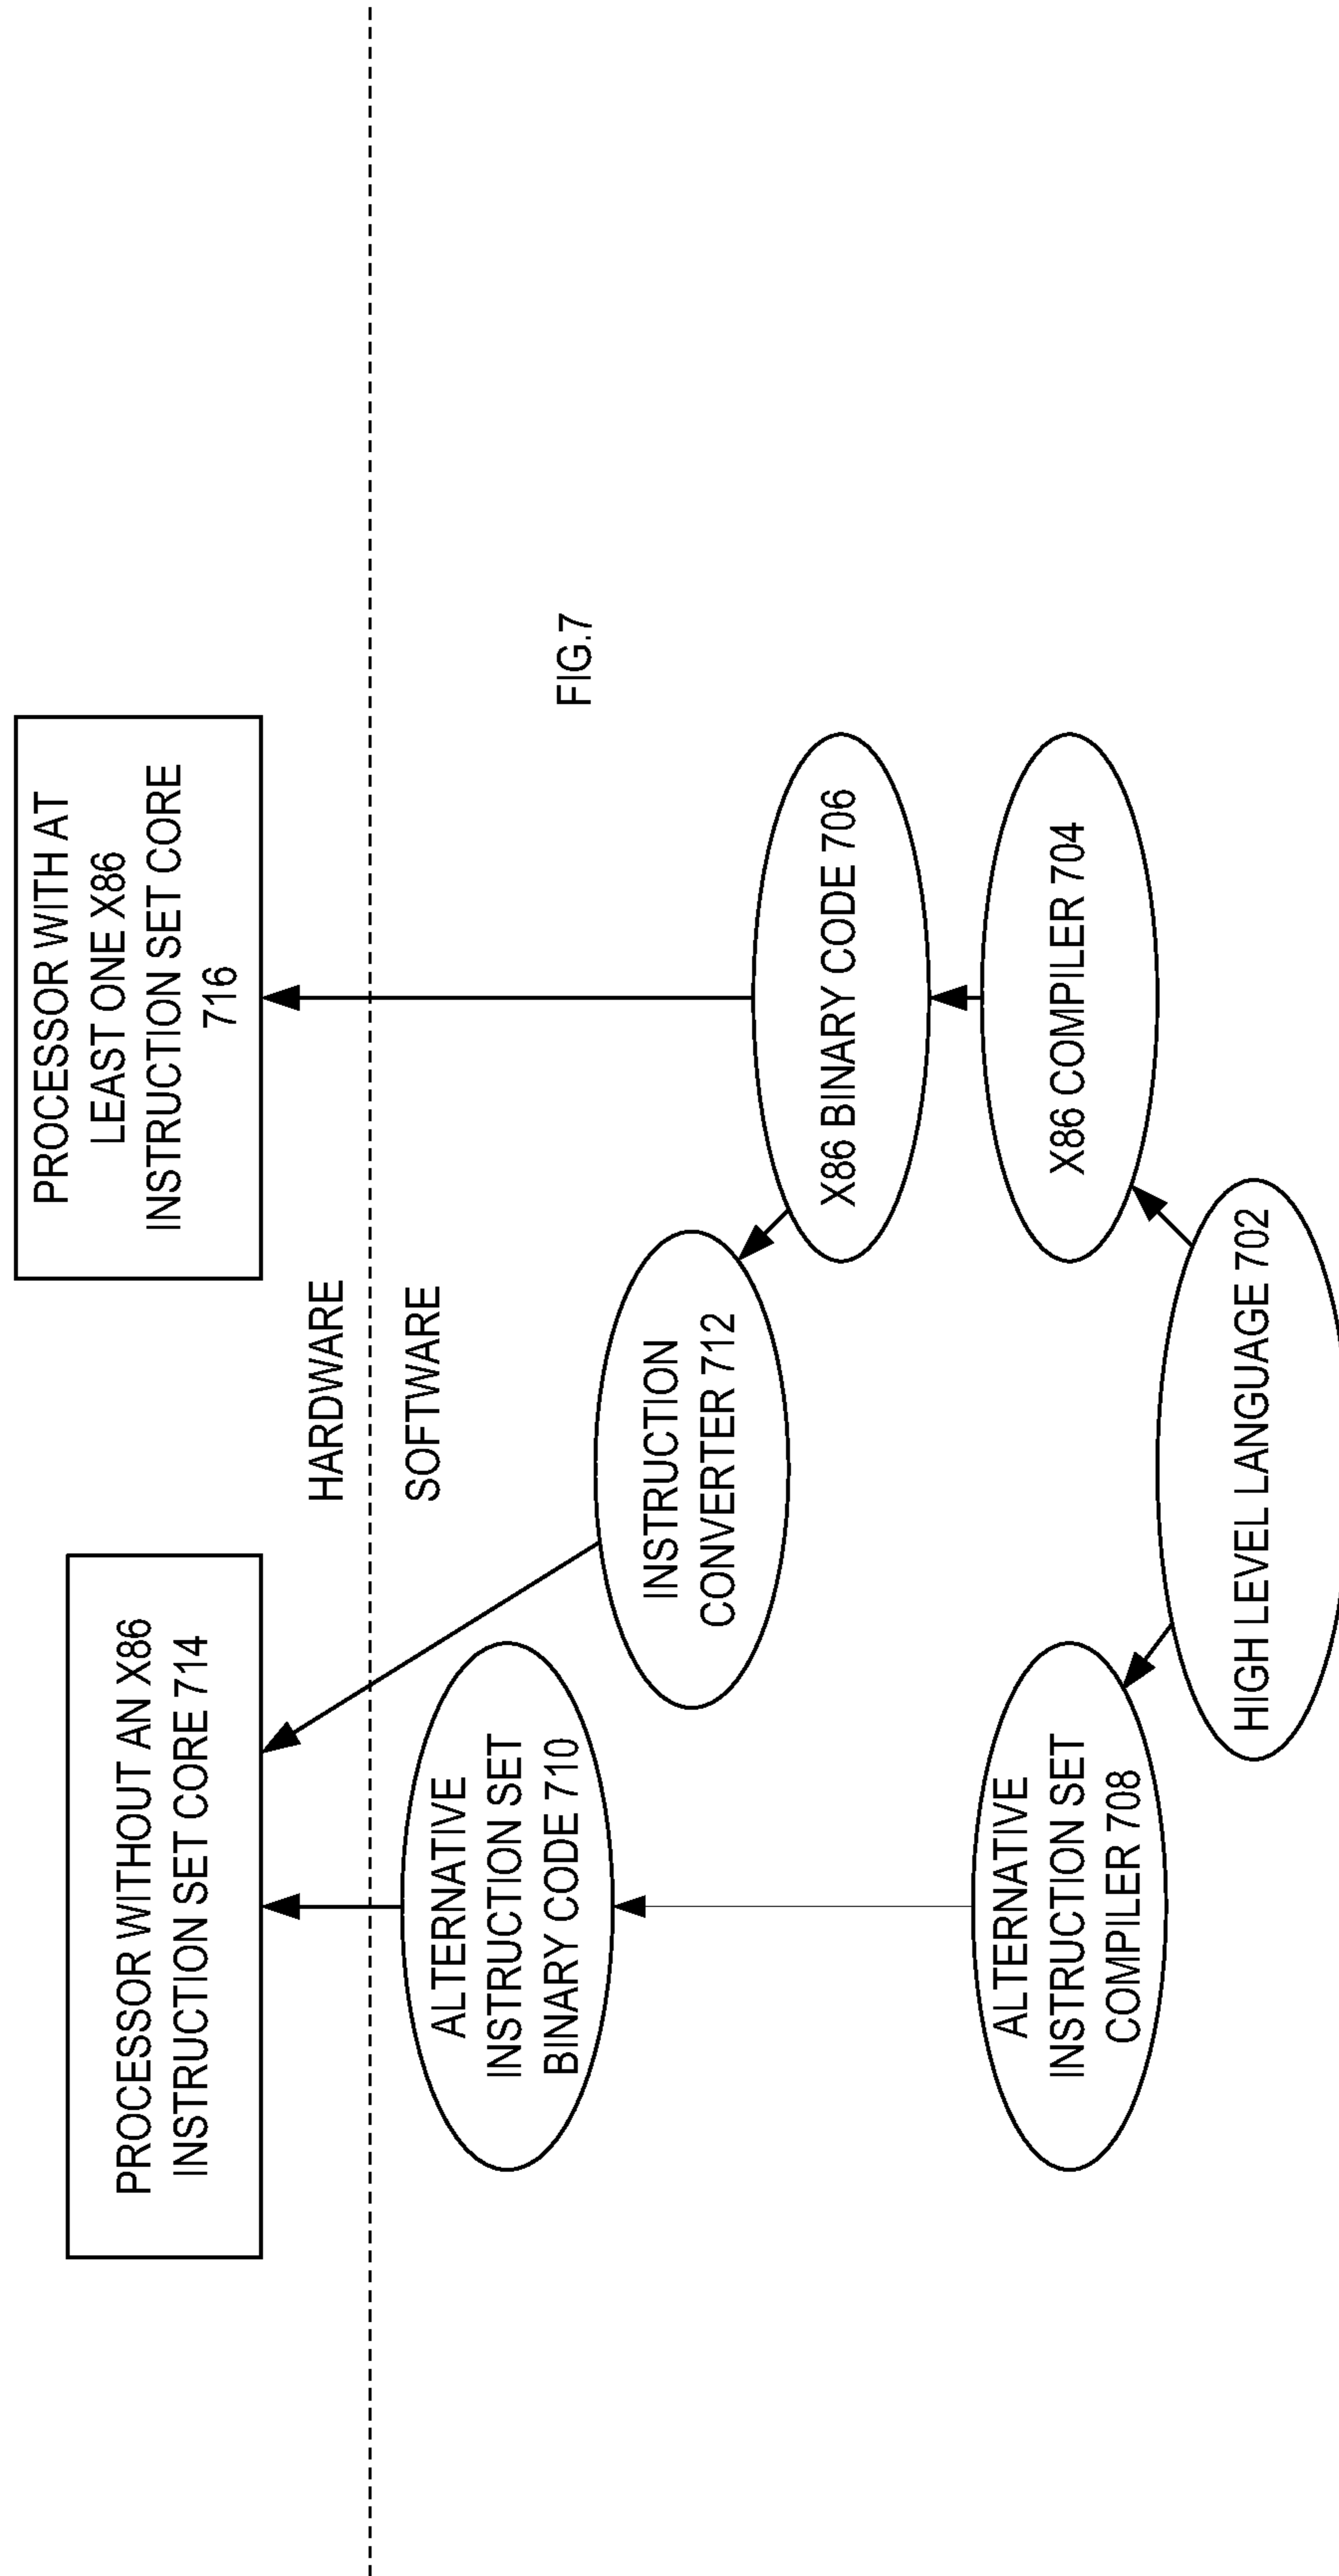 PROCESSOR WITHOUT AN X86
INSTRUCTION SET CORE 714
PROCESSOR WITH AT
LEAST ONE X86
INSTRUCTION SET CORE
716
HARDWARE
SOFTWARE
ALTERNATIVE
INSTRUCTION SET
BINARY CODE 710
INSTRUCTION
CONVERTER 712
X86 BINARY CODE 706
FIG.7
ALTERNATIVE
INSTRUCTION SET
COMPILER 708
X86 COMPILER 704
HIGH LEVEL LANGUAGE 702